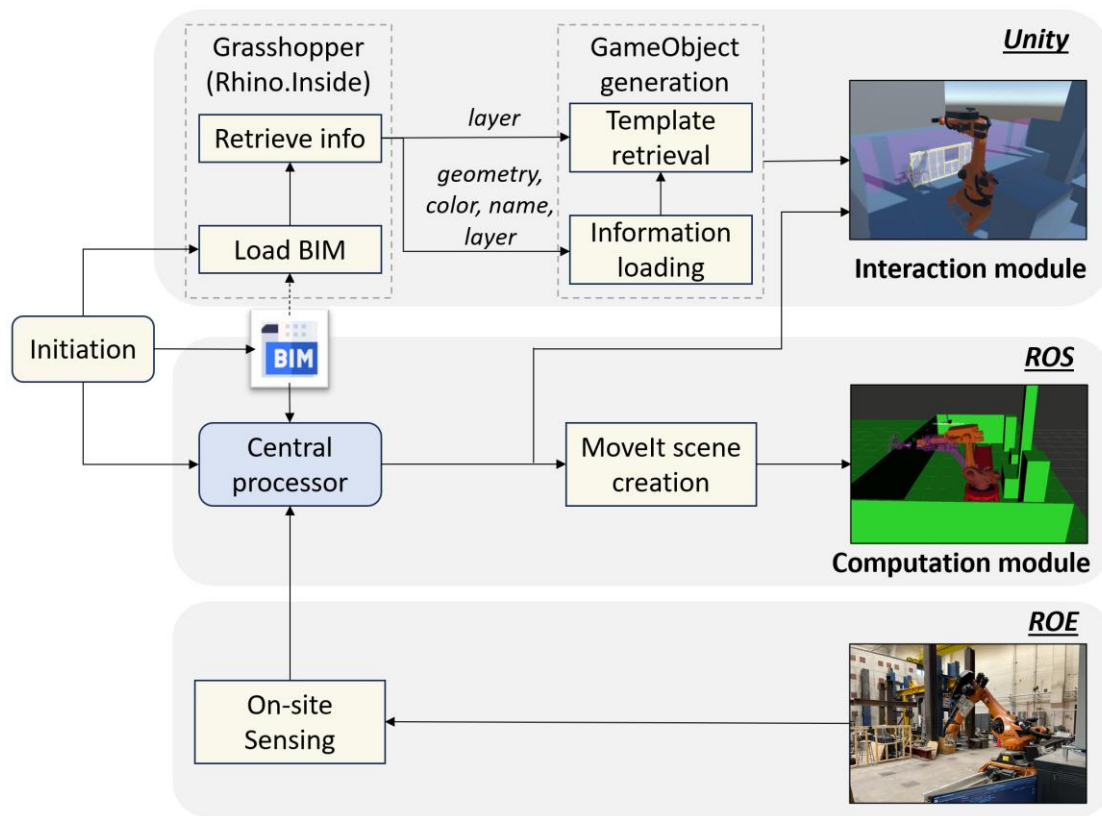 Unity
Grasshopper
(Rhino.Inside)
GameObject
generation
Retrieve info
layer
Template
retrieval
geometry,
color, name,
layer
Load BIM
Information
loading
Interaction module
Initiation
BIM
ROS
Central
processor
MoveIt scene
creation
Computation module
ROE
On-site
Sensing